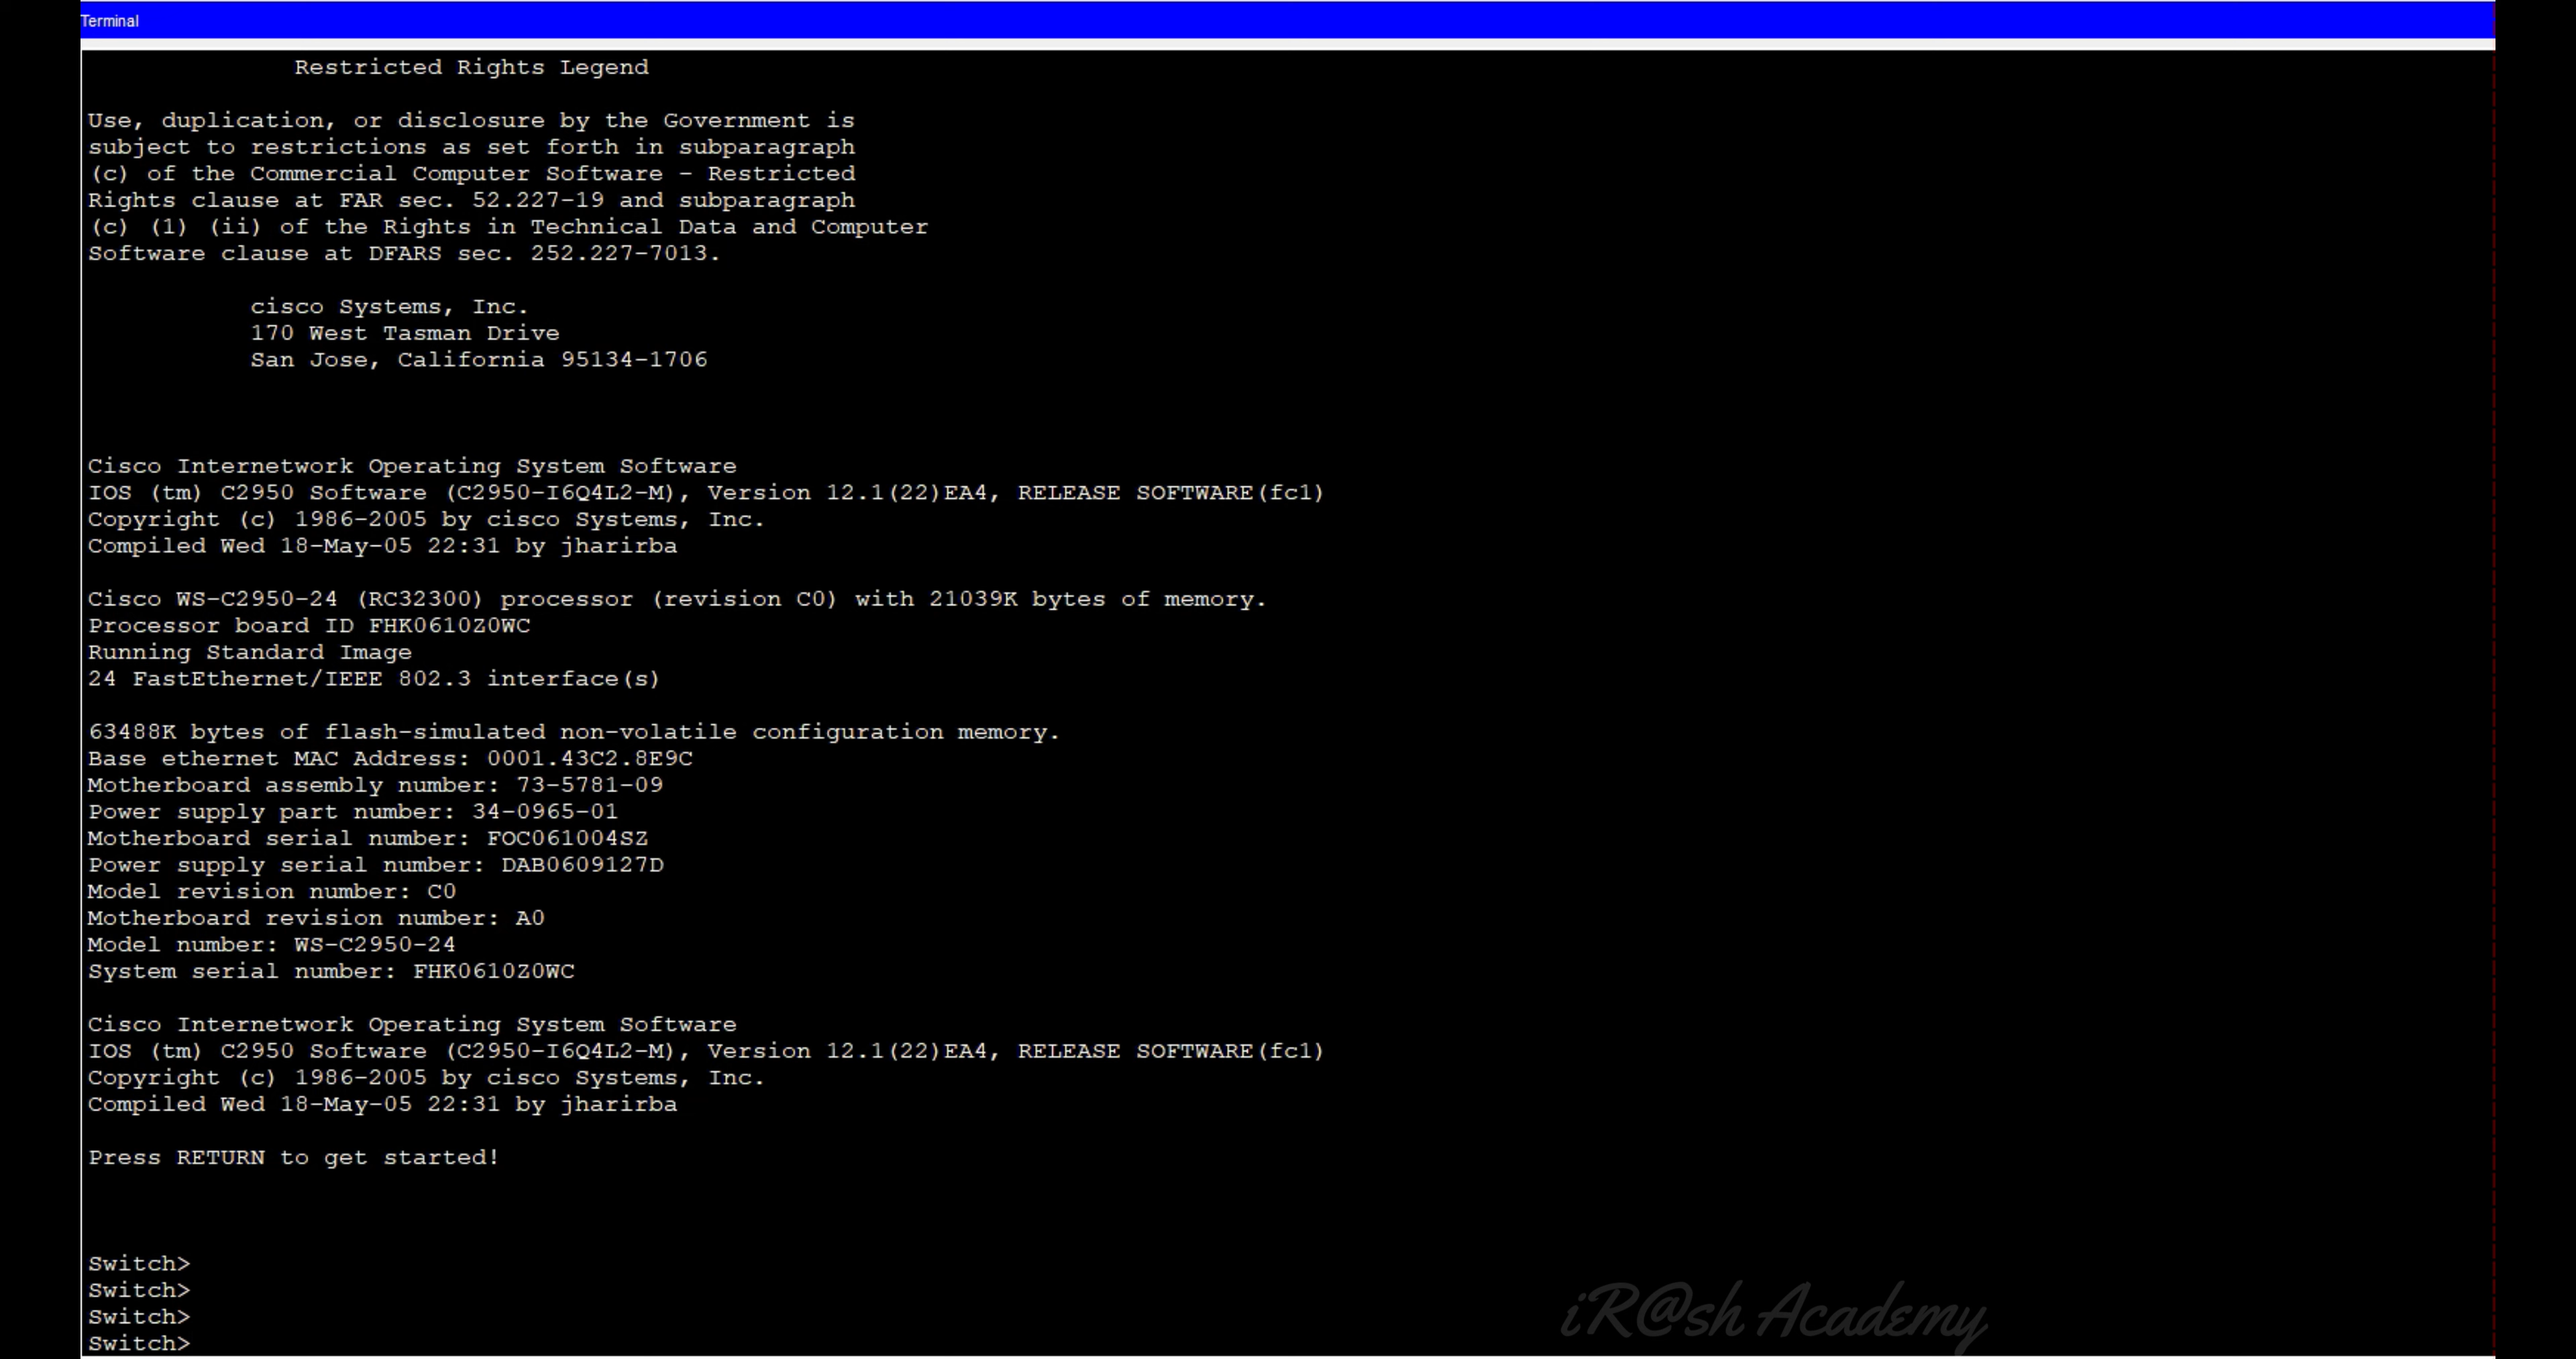 Terminal
Restricted Rights Legend
Use, duplication, or disclosure by the Government is
subject to restrictions as set forth in subparagraph
(c) of the Commercial Computer Software - Restricted
Rights clause at FAR sec. 52.227-19 and subparagraph
(c) (1) (ii) of the Rights in Technical Data and Computer
Software clause at DFARS sec. 252.227-7013.
cisco Systems, Inc.
170 West Tasman Drive
San Jose, California 95134-1706
Cisco Internetwork Operating System Software
IOS (tm) C2950 Software (C2950-I6Q4L2-M), Version 12.1(22)EA4, RELEASE SOFTWARE(fc1)
Copyright (c) 1986-2005 by cisco Systems, Inc.
Compiled Wed 18-May-05 22:31 by jharirba
Cisco WS-C2950-24 (RC32300) processor (revision C0) with 21039K bytes of memory.
Processor board ID FHK0610Z0WC
Running Standard Image
24 FastEthernet/IEEE 802.3 interface(s)
63488K bytes of flash-simulated non-volatile configuration memory.
Base ethernet MAC Address: 0001.43C2.8E9C
Motherboard assembly number: 73-5781-09
Power supply part number: 34-0965-01
Motherboard serial number: FOC061004SZ
Power supply serial number: DAB0609127D
Model revision number: C0
Motherboard revision number: A0
Model number: WS-C2950-24
System serial number: FHK0610Z0WC
Cisco Internetwork Operating System Software
IOS (tm) C2950 Software (C2950-I6Q4L2-M), Version 12.1(22)EA4, RELEASE SOFTWARE(fc1)
Copyright (c) 1986-2005 by cisco Systems, Inc.
Compiled Wed 18-May-05 22:31 by jharirba
Press RETURN to get started!
Switch>
Switch>
Switch>
Switch>
iR@sh Academy